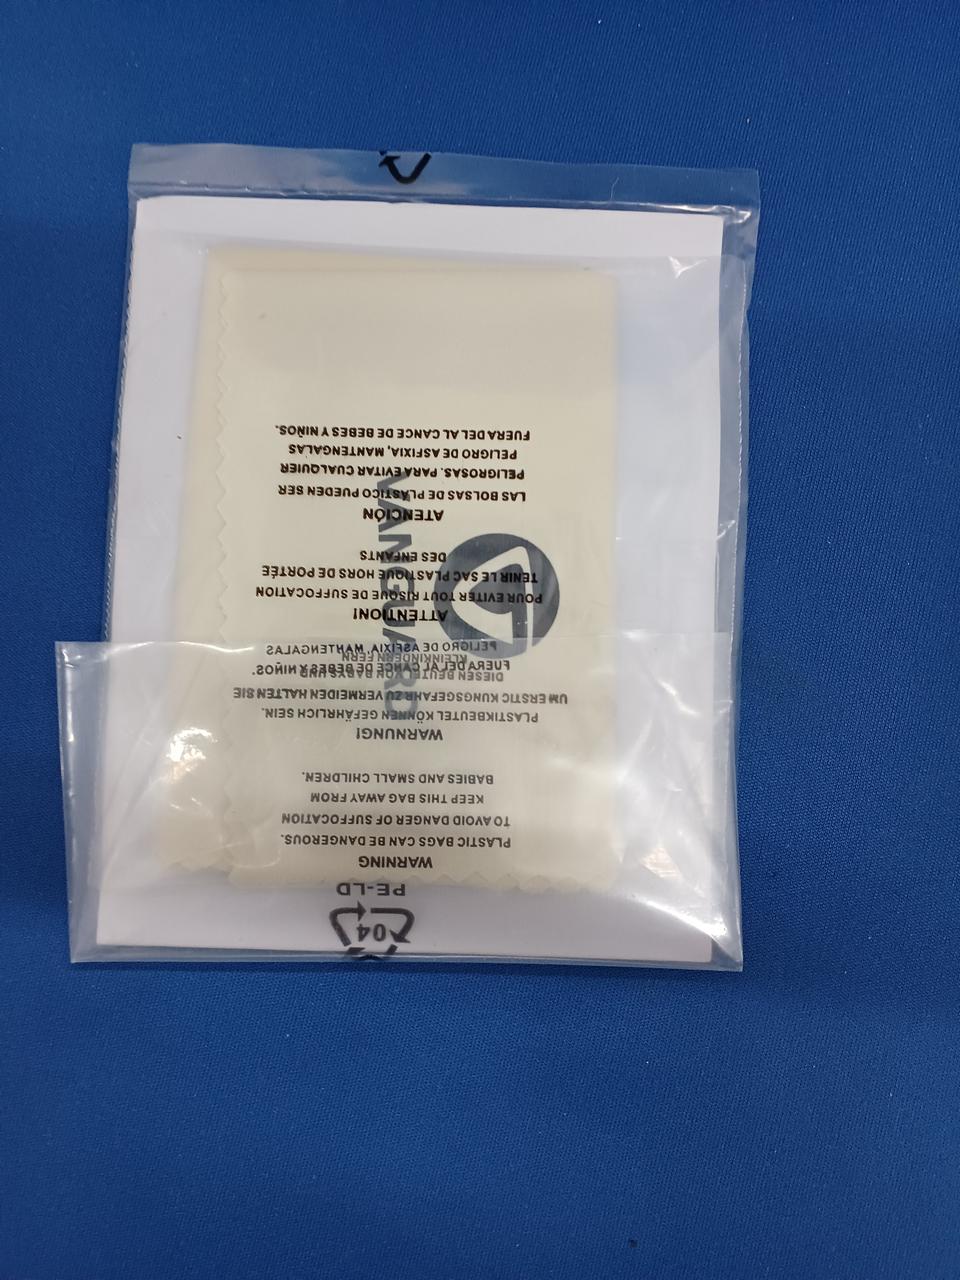 04
PE-LD
WARNING
PLASTIC BAGS CAN BE DANGEROUS.
TO AVOID DANGER OF SUFFOCATION
KEEP THIS BAG AWAY FROM
BABIES AND SMALL CHILDREN.
WARNUNG!
PLASTIKBEUTEL KÖNNEN GEFÄHRLICH SEIN.
UM ERSTIC KUNGSGEFAHR ZU VERMEIDEN HALTEN SIE
DIESEN BEUTEL VON BABYS UND
KLEINKINDERN FERN
FUERA DEL AL CANCE DE BEBES Y NIÑOS.
PELIGRO DE ASFIXIA, MANTENGALAS
ATTENTION!
POUR EVITER TOUT RISQUE DE SUFFOCATION
TENIR LE SAC PLASTIQUE HORS DE PORTÉE
DES ENFANTS
ATENCIÓN
LAS BOLSAS DE PLÁSTICO PUEDEN SER
PELIGROSAS. PARA EVITAR CUALQUIER
PELIGRO DE ASFIXIA, MANTENGALAS
FUERA DEL AL CANCE DE BEBES Y NIÑOS.
VANGUARD